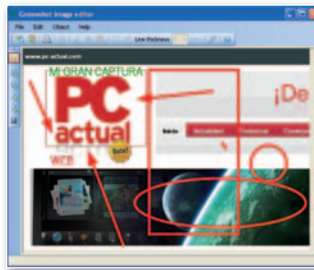 Greenshot image editor
File Edit Object Help
Line thickness
www.pc-actual.com
MI GRAN CAPTURA
PC
actual
¡De
Inicio Actualidad
WEB